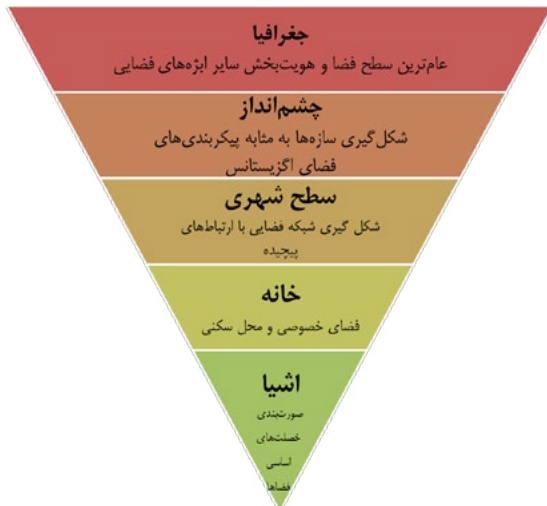 جغرافیا
عام‌ترین سطح فضا و هویت‌بخش سایر ابژه‌های فضایی
چشم‌انداز
شکل‌گیری سازه‌ها به مثابه پیکربندی‌های
فضای اگزیستانس
سطح شهری
شکل گیری شبکه فضایی با ارتباط‌های
پیچیده
خانه
فضای خصوصی و محل سکنی
اشیا
صورت‌بندی
خصلت‌های
اساسی
فضاها